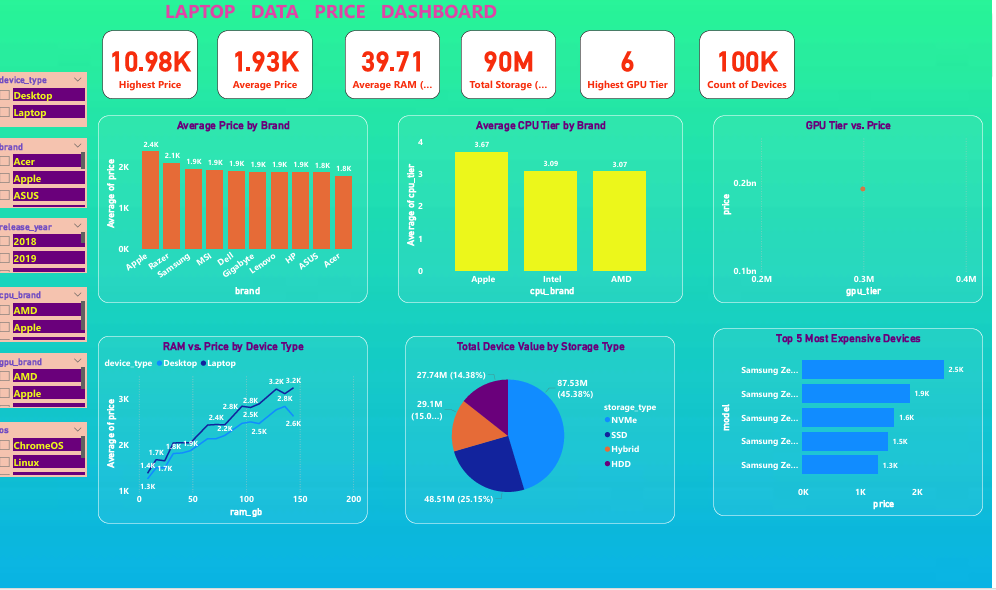 LAPTOP DATA PRICE DASHBOARD
10.98K
Highest Price
1.93K
Average Price
39.71
Average RAM (...
90M
Total Storage (...
6
Highest GPU Tier
100K
Count of Devices
device_type
Desktop
Laptop
brand
Acer
Apple
ASUS
release_year
2018
2019
cpu_brand
AMD
Apple
gpu_brand
AMD
Apple
os
ChromeOS
Linux
Average Price by Brand
Average of price
2K
0K
2.4K
2.1K
1.9K
1.9K
1.9K
1.9K
1.9K
1.9K
1.8K
1.8K
Apple
Razer
Samsung
MSI
Dell
Gigabyte
Lenovo
HP
ASUS
Acer
brand
Average CPU Tier by Brand
Average of cpu_tier
4
3
2
1
0
3.67
3.09
3.07
Apple
Intel
AMD
cpu_brand
GPU Tier vs. Price
price
0.2bn
0.1bn
0.2M
0.3M
0.4M
gpu_tier
RAM vs. Price by Device Type
device_type
Desktop
Laptop
Average of price
3K
2K
1K
1.4K
1.3K
1.7K
1.7K
1.8K
1.9K
2.4K
2.2K
2.8K
2.8K
2.5K
2.5K
3.2K
3.2K
2.8K
2.6K
0
50
100
150
200
ram_gb
Total Device Value by Storage Type
27.74M (14.38%)
87.53M
(45.38%)
29.1M
(15.0...)
48.51M (25.15%)
storage_type
NVMe
SSD
Hybrid
HDD
Top 5 Most Expensive Devices
model
Samsung Ze...
2.5K
Samsung Ze...
1.9K
Samsung Ze...
1.6K
Samsung Ze...
1.5K
Samsung Ze...
1.3K
0K
1K
2K
price